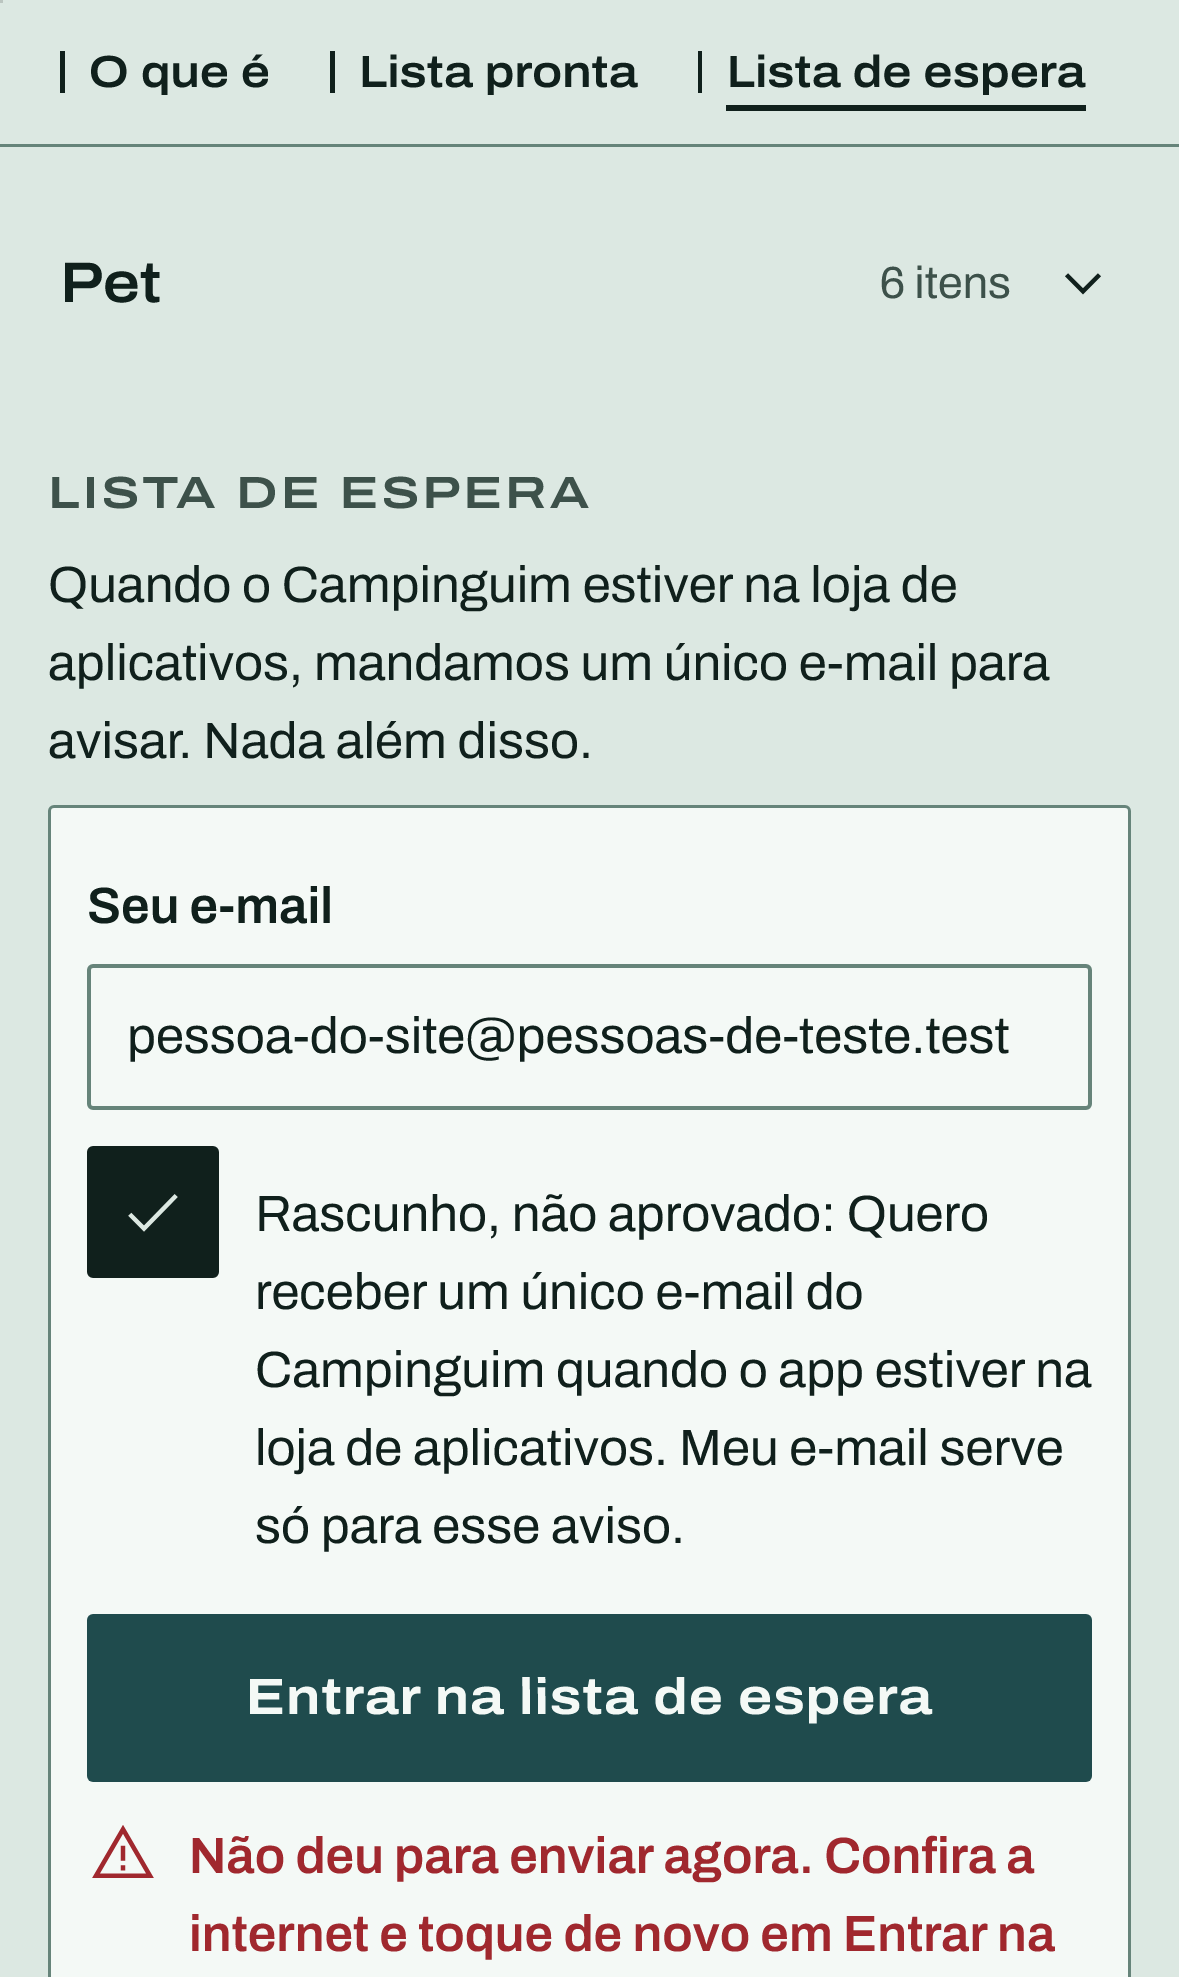 O que é Lista pronta Lista de espera
Pet 6 itens
LISTA DE ESPERA
Quando o Campinguim estiver na loja de
aplicativos, mandamos um único e-mail para
avisar. Nada além disso.
Seu e-mail
pessoa-do-site@pessoas-de-teste.test
Rascunho, não aprovado: Quero
receber um único e-mail do
Campinguim quando o app estiver na
loja de aplicativos. Meu e-mail serve
só para esse aviso.
Entrar na lista de espera
Não deu para enviar agora. Confira a
internet e toque de novo em Entrar na